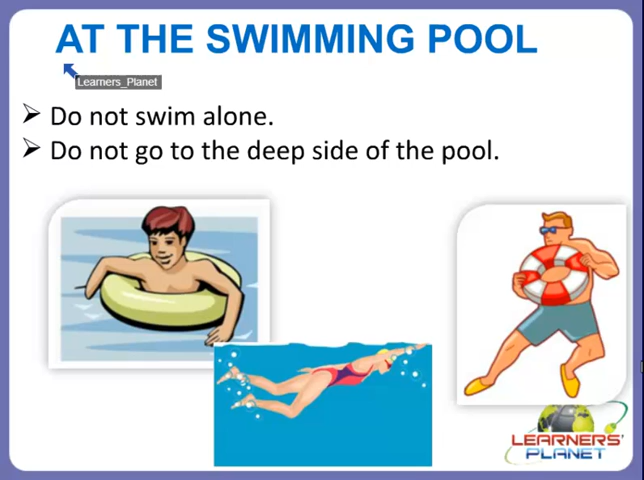 AT THE SWIMMING POOL
Learners_Planet
Do not swim alone.
Do not go to the deep side of the pool.
LEARNERS'
PLANET